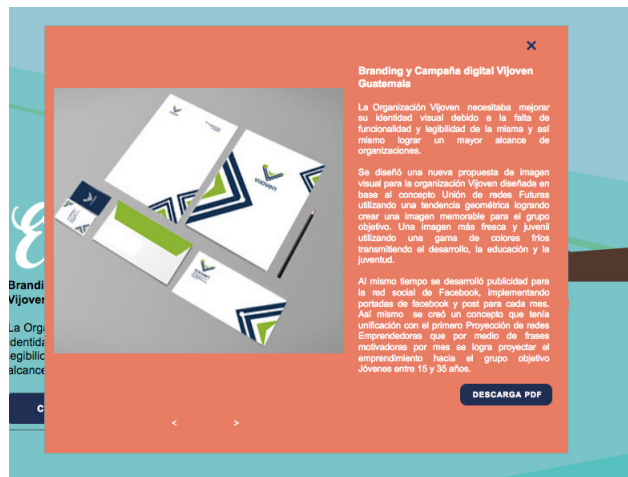 Branding y Campaña digital Vijoven
Guatemala
La Organización Vijoven necesitaba mejorar
su identidad visual debido a la falta de
funcionalidad y legibilidad de la misma y así
mismo lograr un mayor alcance de
organizaciones.
Se diseñó una nueva propuesta de imagen
visual para la organización Vijoven diseñada en
base al concepto Unión de redes Futuras
utilizando una tendencia geométrica logrando
crear una imagen memorable para el grupo
objetivo. Una imagen más fresca y juvenil
utilizando una gama de colores fríos
transmitiendo el desarrollo, la educación y la
juventud.
Al mismo tiempo se desarrolló publicidad para
la red social de Facebook, implementando
portadas de facebook y post para cada mes.
Así mismo se creó un concepto que tenía
unificación con el primero Proyección de redes
Emprendedoras que por medio de frases
motivadoras por mes se logra proyectar el
emprendimiento hacia el grupo objetivo
Jóvenes entre 15 y 35 años.
DESCARGA PDF
< >
VIJOVEN
Brandi
Vijover
La Orga
identida
legibilid
alcance
C